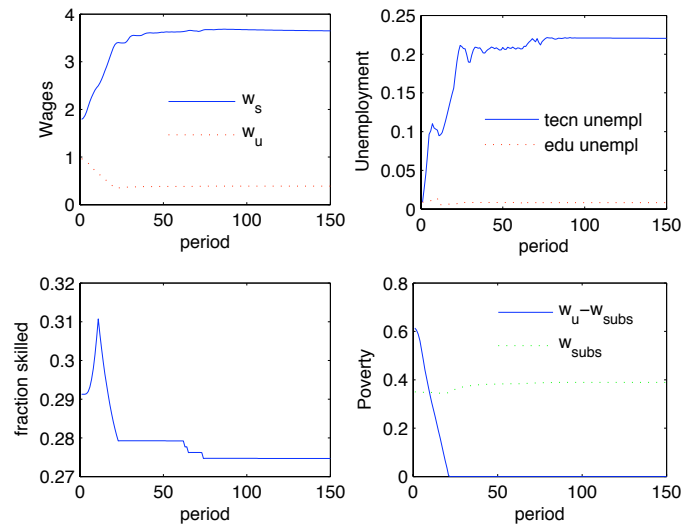 4
3
2
1
0
Wages
w_s
w_u
0 50 100 150
period
0.25
0.2
0.15
0.1
0.05
0
Unemployment
tecn unempl
edu unempl
0 50 100 150
period
0.32
0.31
0.3
0.29
0.28
0.27
fraction skilled
0 50 100 150
period
0.8
0.6
0.4
0.2
0
Poverty
w_u-w_subs
w_subs
0 50 100 150
period